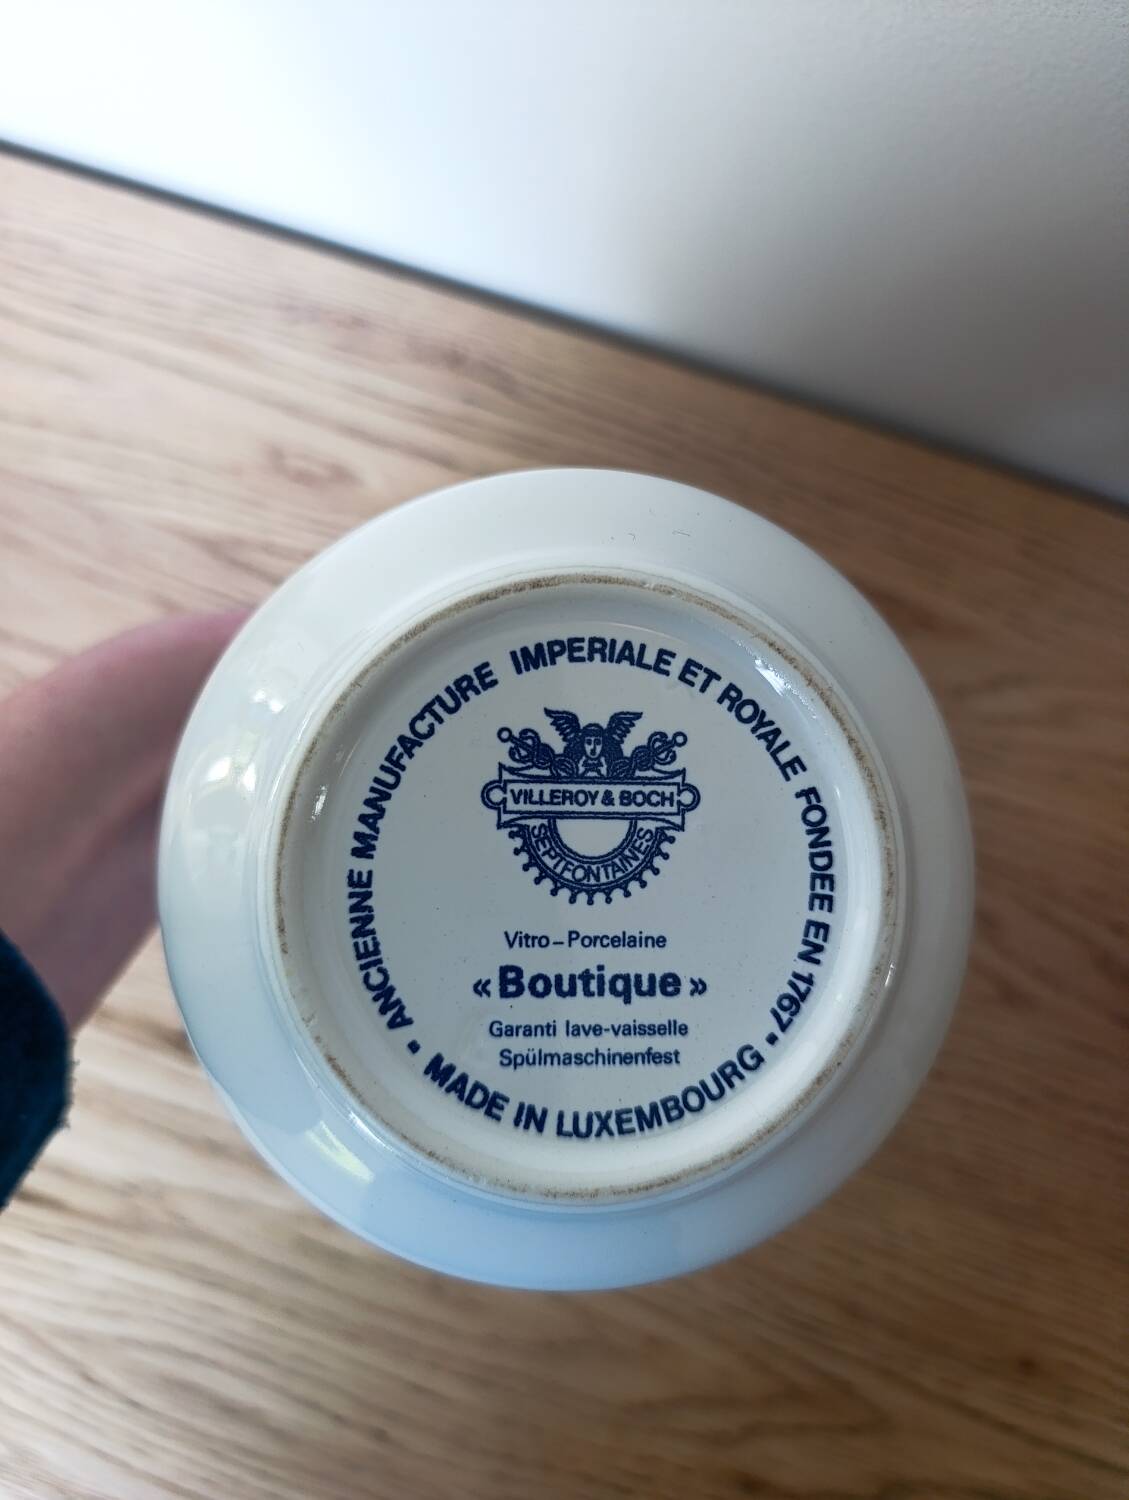 ANCIENNE MANUFACTURE IMPERIALE ET ROYALE FONDEE EN 1767 •
VILLEROY & BOCH
SEPTFONTAINES
Vitro - Porcelaine
«Boutique»
Garanti lave-vaisselle
Spülmaschinenfest
• MADE IN LUXEMBOURG